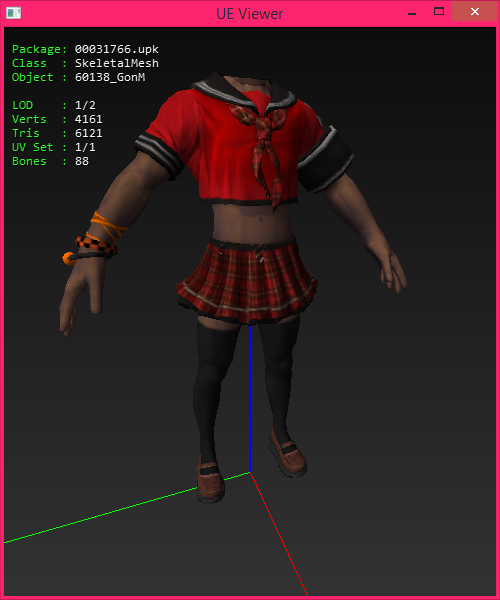 UE Viewer
Package: 00031766.upk
Class  : SkeletalMesh
Object : 60138_GonM
LOD    : 1/2
Verts  : 4161
Tris   : 6121
UV Set : 1/1
Bones  : 88